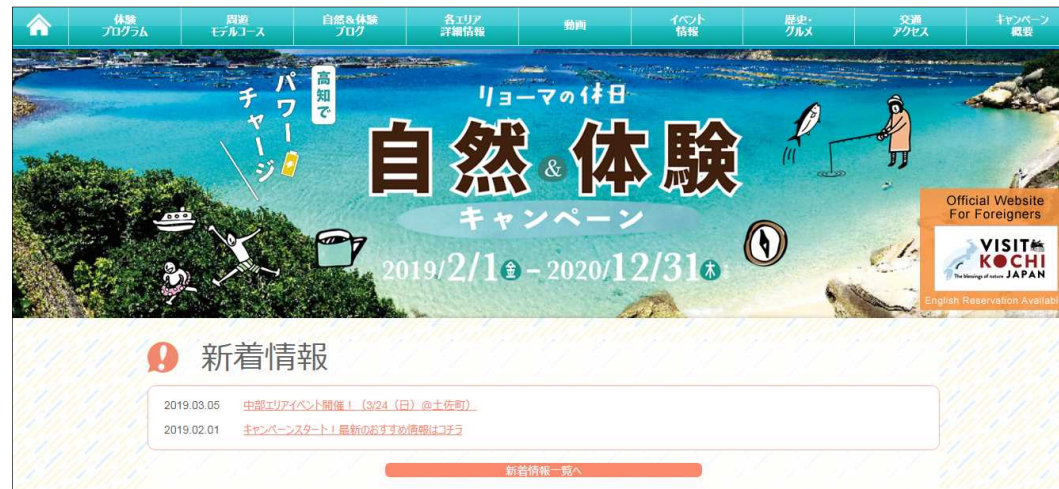 体験
プログラム
周遊
モデルコース
自然&体験
ブログ
各エリア
詳細情報
動画
イベント
情報
歴史・
グルメ
交通
アクセス
キャンペーン
概要
高知で
パワー
チャージ
リョーマの休日
自然&体験
キャンペーン
2019/2/1金 – 2020/12/31木
Official Website
For Foreigners
VISIT
KOCHI
JAPAN
The blessings of nature
English Reservation Availabl
新着情報
2019.03.05 中部エリアイベント開催!(3/24(日)@土佐町)
2019.02.01 キャンペーンスタート!最新のおすすめ情報はコチラ
新着情報一覧へ